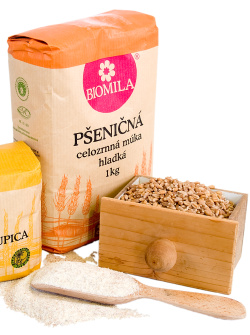 BIOMILA
PŠENIČNÁ
celozrnná múka
hladká
1kg
UPICA